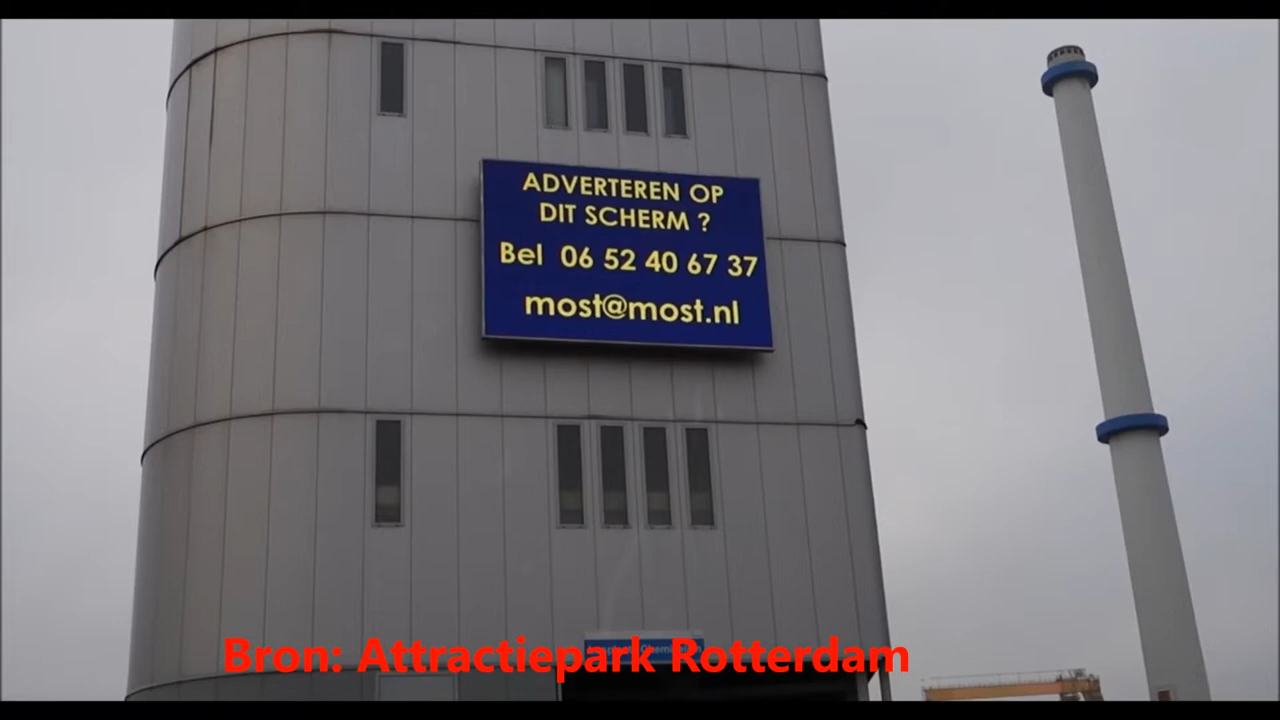 ADVERTEREN OP
DIT SCHERM ?
Bel 06 52 40 67 37
most@most.nl
Bron: Attractiepark Rotterdam